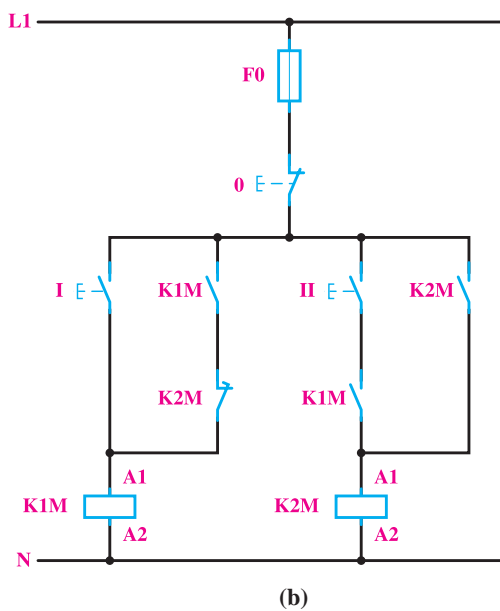 L1
F0
0
I K1M II K2M
K2M K1M
A1 A1
K1M K2M
A2 A2
N
(b)